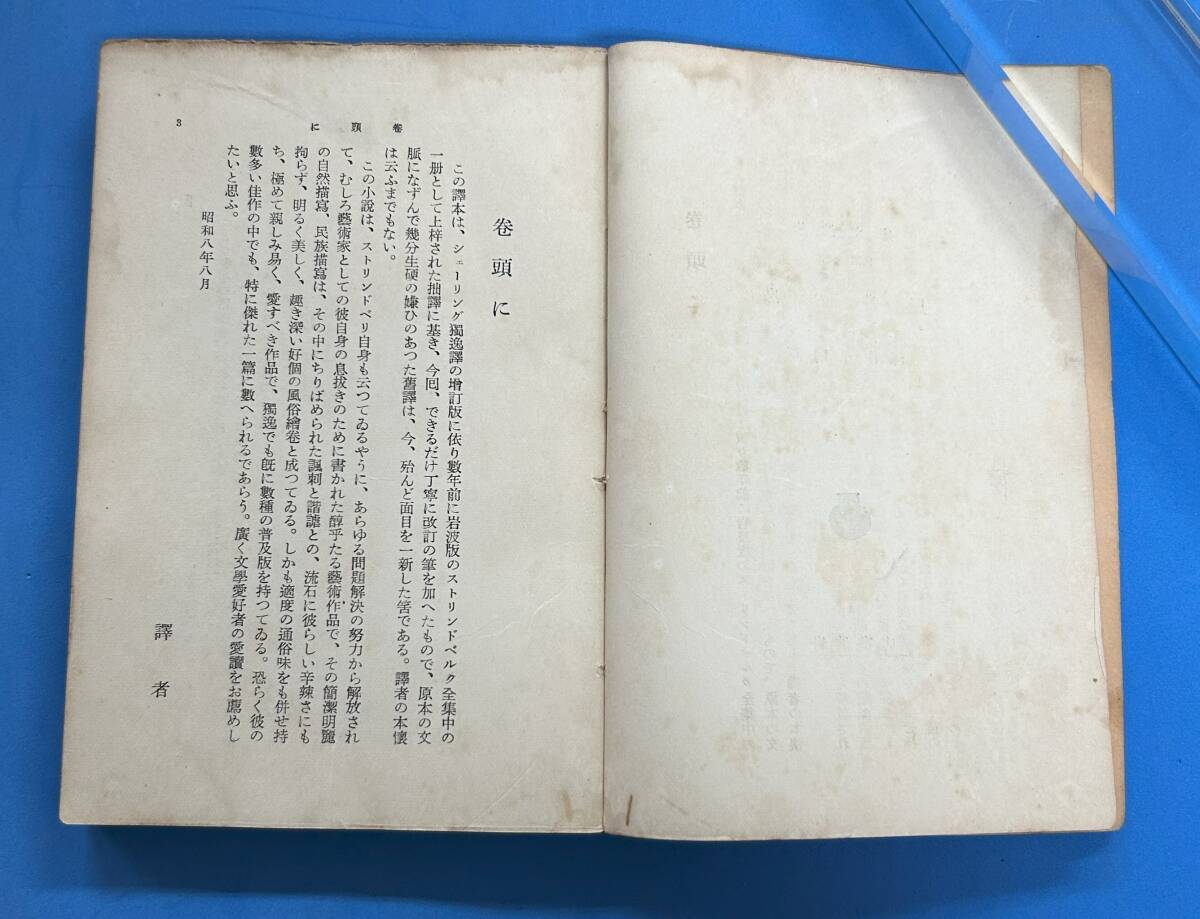 卷頭に
3
卷頭に
この譯本は、シェーリング獨逸譯の增訂版に依り數年前に岩波版のストリンドベルク全集中の
一册として上梓された拙譯に基き、今囘、できるだけ丁寧に改訂の筆を加へたもので、原本の文
脈になずんで幾分生硬の嫌ひのあつた舊譯は、今、殆んど面目を一新した筈である。譯者の本懷
は云ふまでもない。
この小說は、ストリンドベリ自身も云つてゐるやうに、あらゆる問題解決の努力から解放され
て、むしろ藝術家としての彼自身の息拔きのために書かれた醇乎たる藝術作品で、その簡潔明麗
の自然描寫、民族描寫は、その中にちりばめられた諷刺と諧謔との、流石に彼らしい辛辣さにも
拘らず、明るく美しく、趣き深い好個の風俗繪卷と成つてゐる。しかも適度の通俗味をも併せ持
ち、極めて親しみ易く、愛すべき作品で、獨逸でも旣に數種の普及版を持つてゐる。恐らく彼の
數多い佳作の中でも、特に傑れた一篇に數へられるであらう。廣く文學愛好者の愛讀をお薦めし
たいと思ふ。
昭和八年八月
譯者